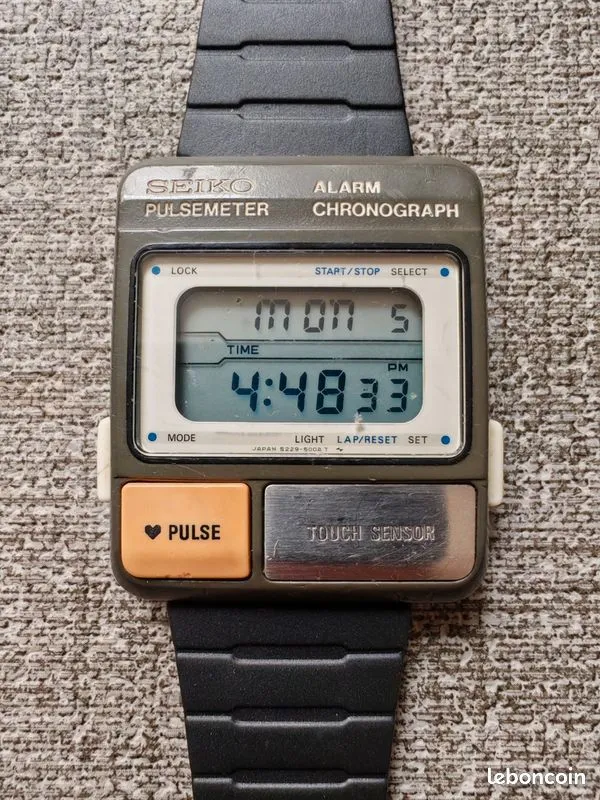 SEIKO ALARM
PULSEMETER CHRONOGRAPH
LOCK START/STOP SELECT
mon 5
TIME
PM
4:48 33
MODE LIGHT LAP/RESET SET
JAPAN S229-500A T
♥ PULSE TOUCH SENSOR
leboncoin